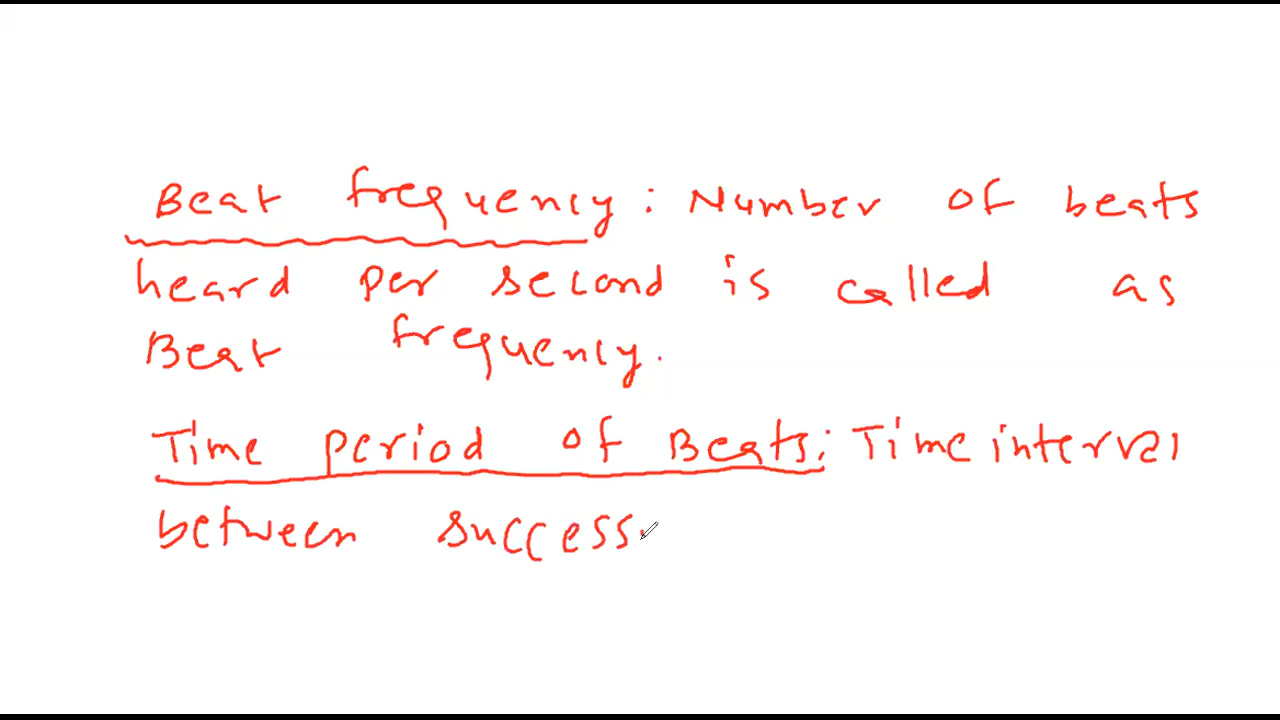 Beat frequency: Number of beats
heard per second is called as
Beat frequency.
Time period of Beats: Time interval
between success